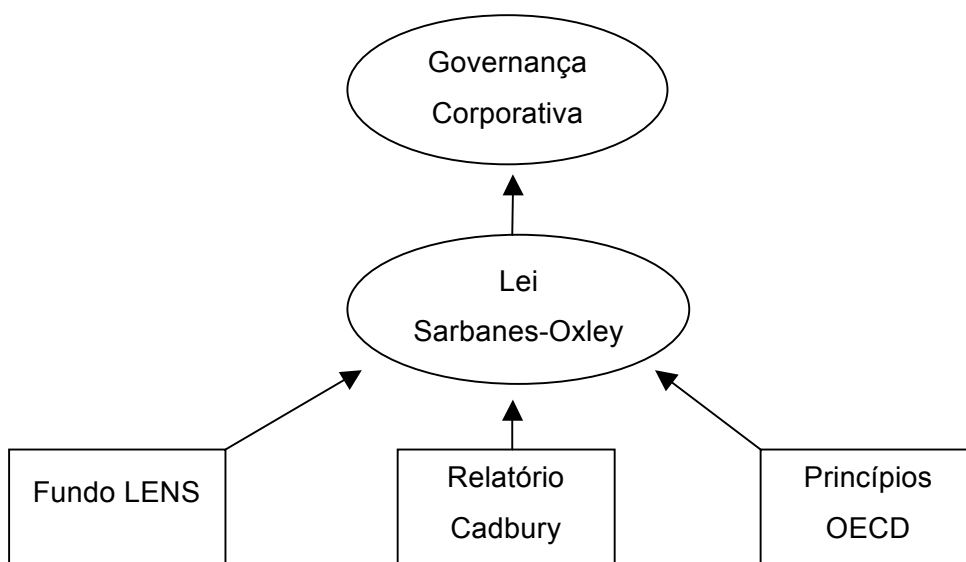 Governança
Corporativa
Lei
Sarbanes-Oxley
Fundo LENS
Relatório
Cadbury
Princípios
OECD